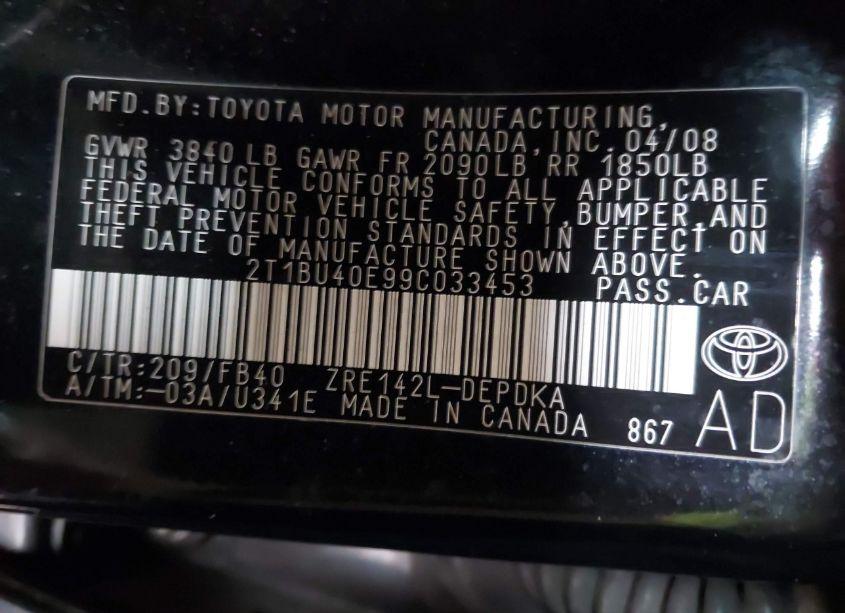 MFD.BY:TOYOTA MOTOR MANUFACTURING,
CANADA,INC. 04/08
GVWR 3840 LB GAWR FR 2090LB RR 1850LB
THIS VEHICLE CONFORMS TO ALL APPLICABLE
FEDERAL MOTOR VEHICLE SAFETY,BUMPER,AND
THEFT PREVENTION STANDARDS IN EFFECT ON
THE DATE OF MANUFACTURE SHOWN ABOVE.
2T1BU40E99C033453 PASS.CAR
C/TR:209/FB40 ZRE142L-DEPDKA
A/TM:-03A/U341E MADE IN CANADA 867 AD